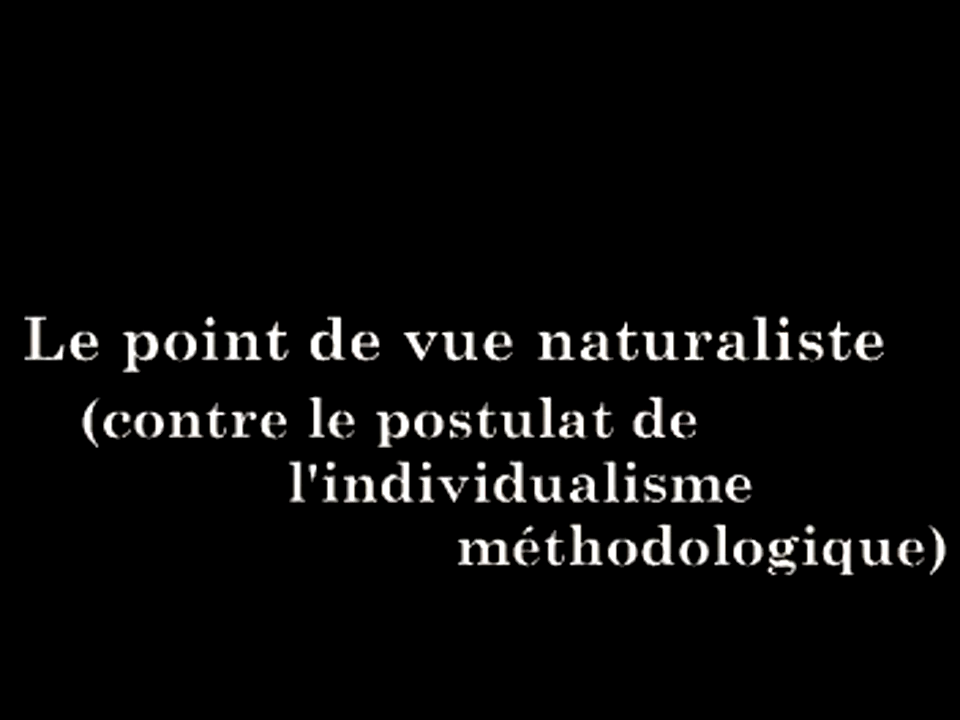 Le point de vue naturaliste
(contre le postulat de
l'individualisme
méthodologique)